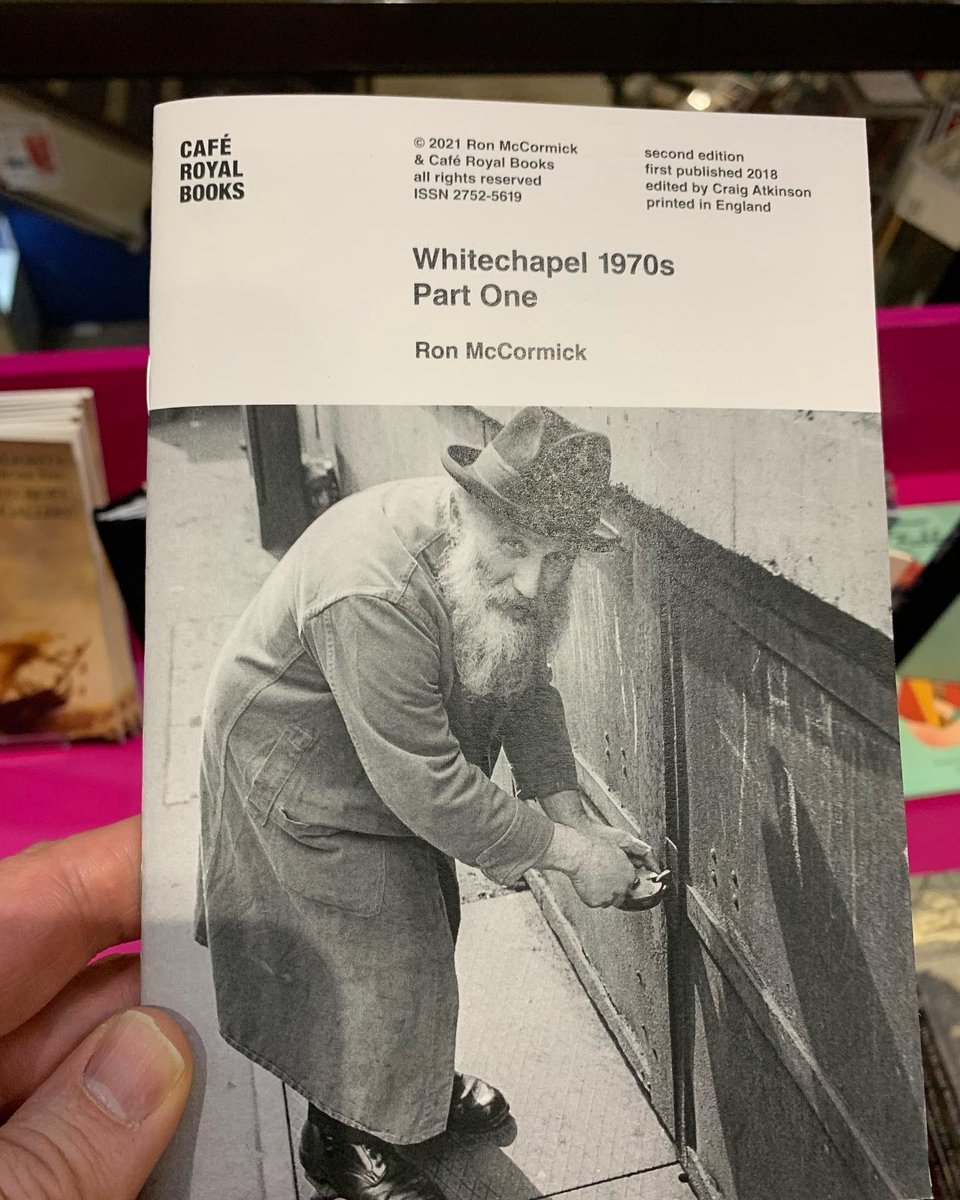 CAFÉ
ROYAL
BOOKS
© 2021 Ron McCormick
& Café Royal Books
all rights reserved
ISSN 2752-5619
second edition
first published 2018
edited by Craig Atkinson
printed in England
Whitechapel 1970s
Part One
Ron McCormick